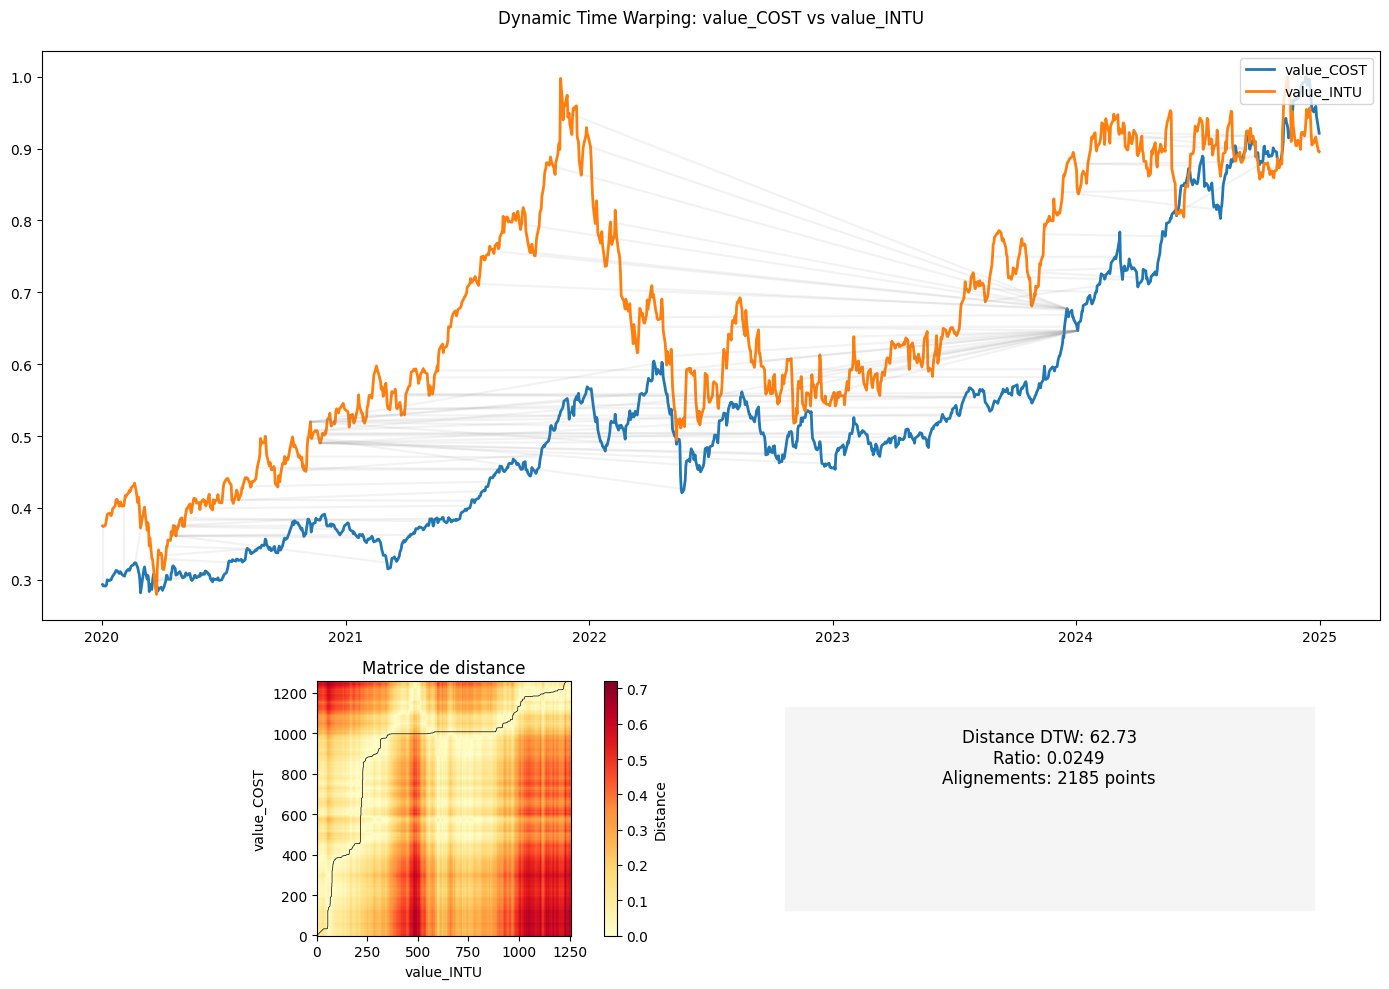 Dynamic Time Warping: value_COST vs value_INTU
1.0
0.9
0.8
0.7
0.6
0.5
0.4
0.3
value_COST
value_INTU
2020 2021 2022 2023 2024 2025
Matrice de distance
1200
1000
800
600
400
200
0
value_COST
0 250 500 750 1000 1250
value_INTU
0.7
0.6
0.5
0.4
0.3
0.2
0.1
0.0
Distance
Distance DTW: 62.73
Ratio: 0.0249
Alignements: 2185 points